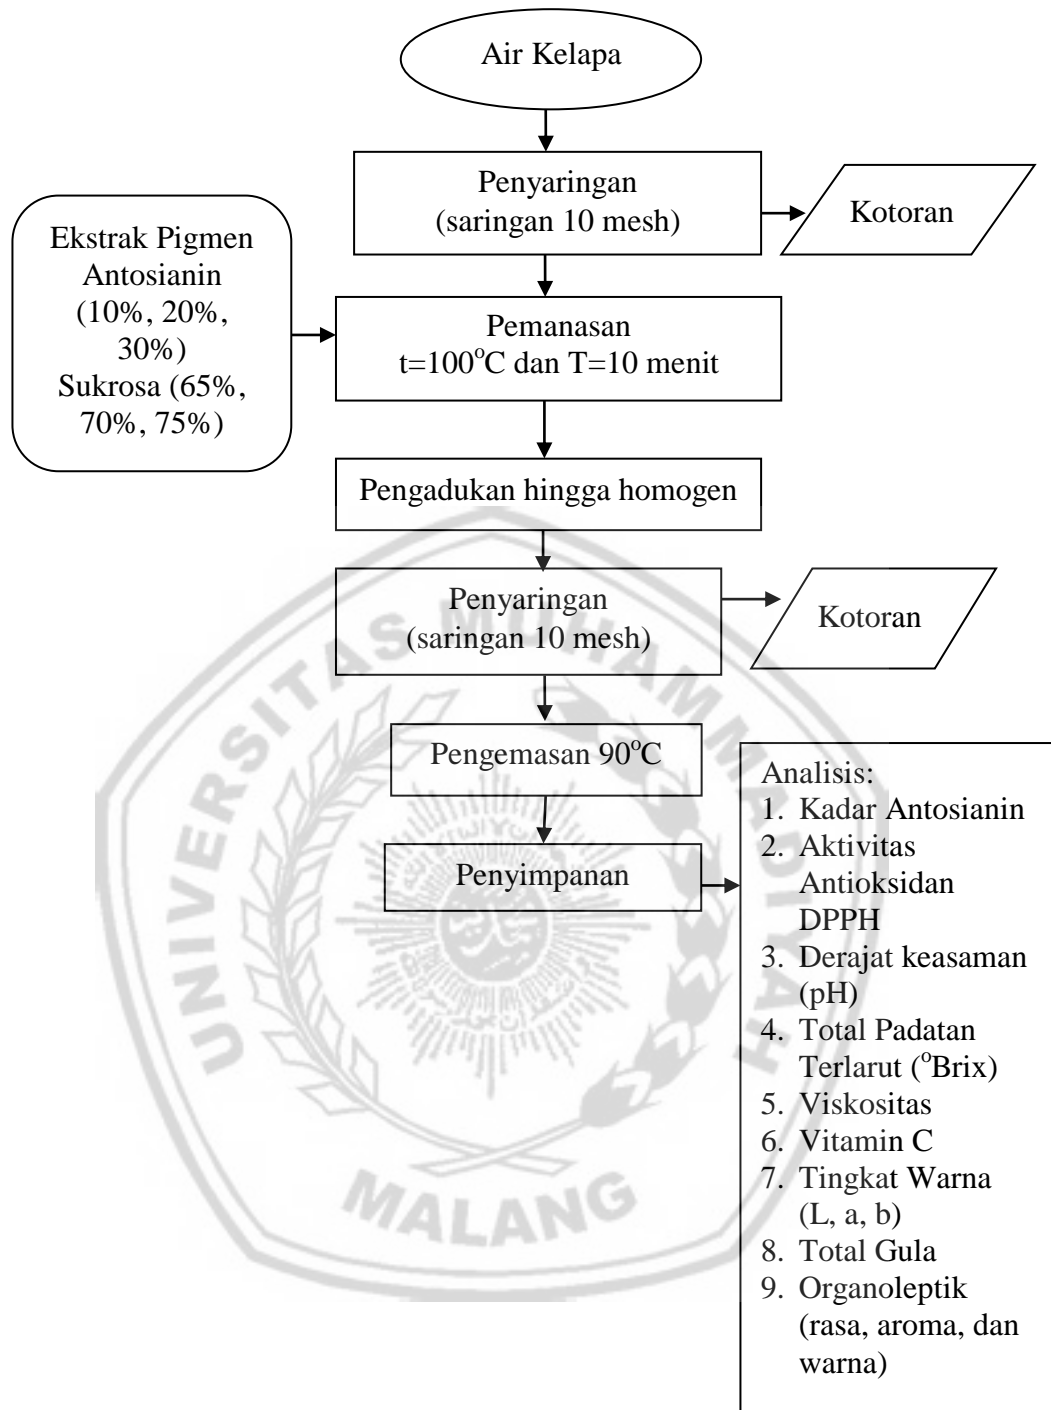 Air Kelapa
Penyaringan
(saringan 10 mesh)
Kotoran
Ekstrak Pigmen
Antosianin
(10%, 20%,
30%)
Sukrosa (65%,
70%, 75%)
Pemanasan
t=100°C dan T=10 menit
Pengadukan hingga homogen
Penyaringan
(saringan 10 mesh)
Kotoran
Pengemasan 90°C
Penyimpanan
Analisis:
1. Kadar Antosianin
2. Aktivitas
Antioksidan
DPPH
3. Derajat keasaman
(pH)
4. Total Padatan
Terlarut (°Brix)
5. Viskositas
6. Vitamin C
7. Tingkat Warna
(L, a, b)
8. Total Gula
9. Organoleptik
(rasa, aroma, dan
warna)
UNIVERSITAS MUHAMMADIYAH
MALANG